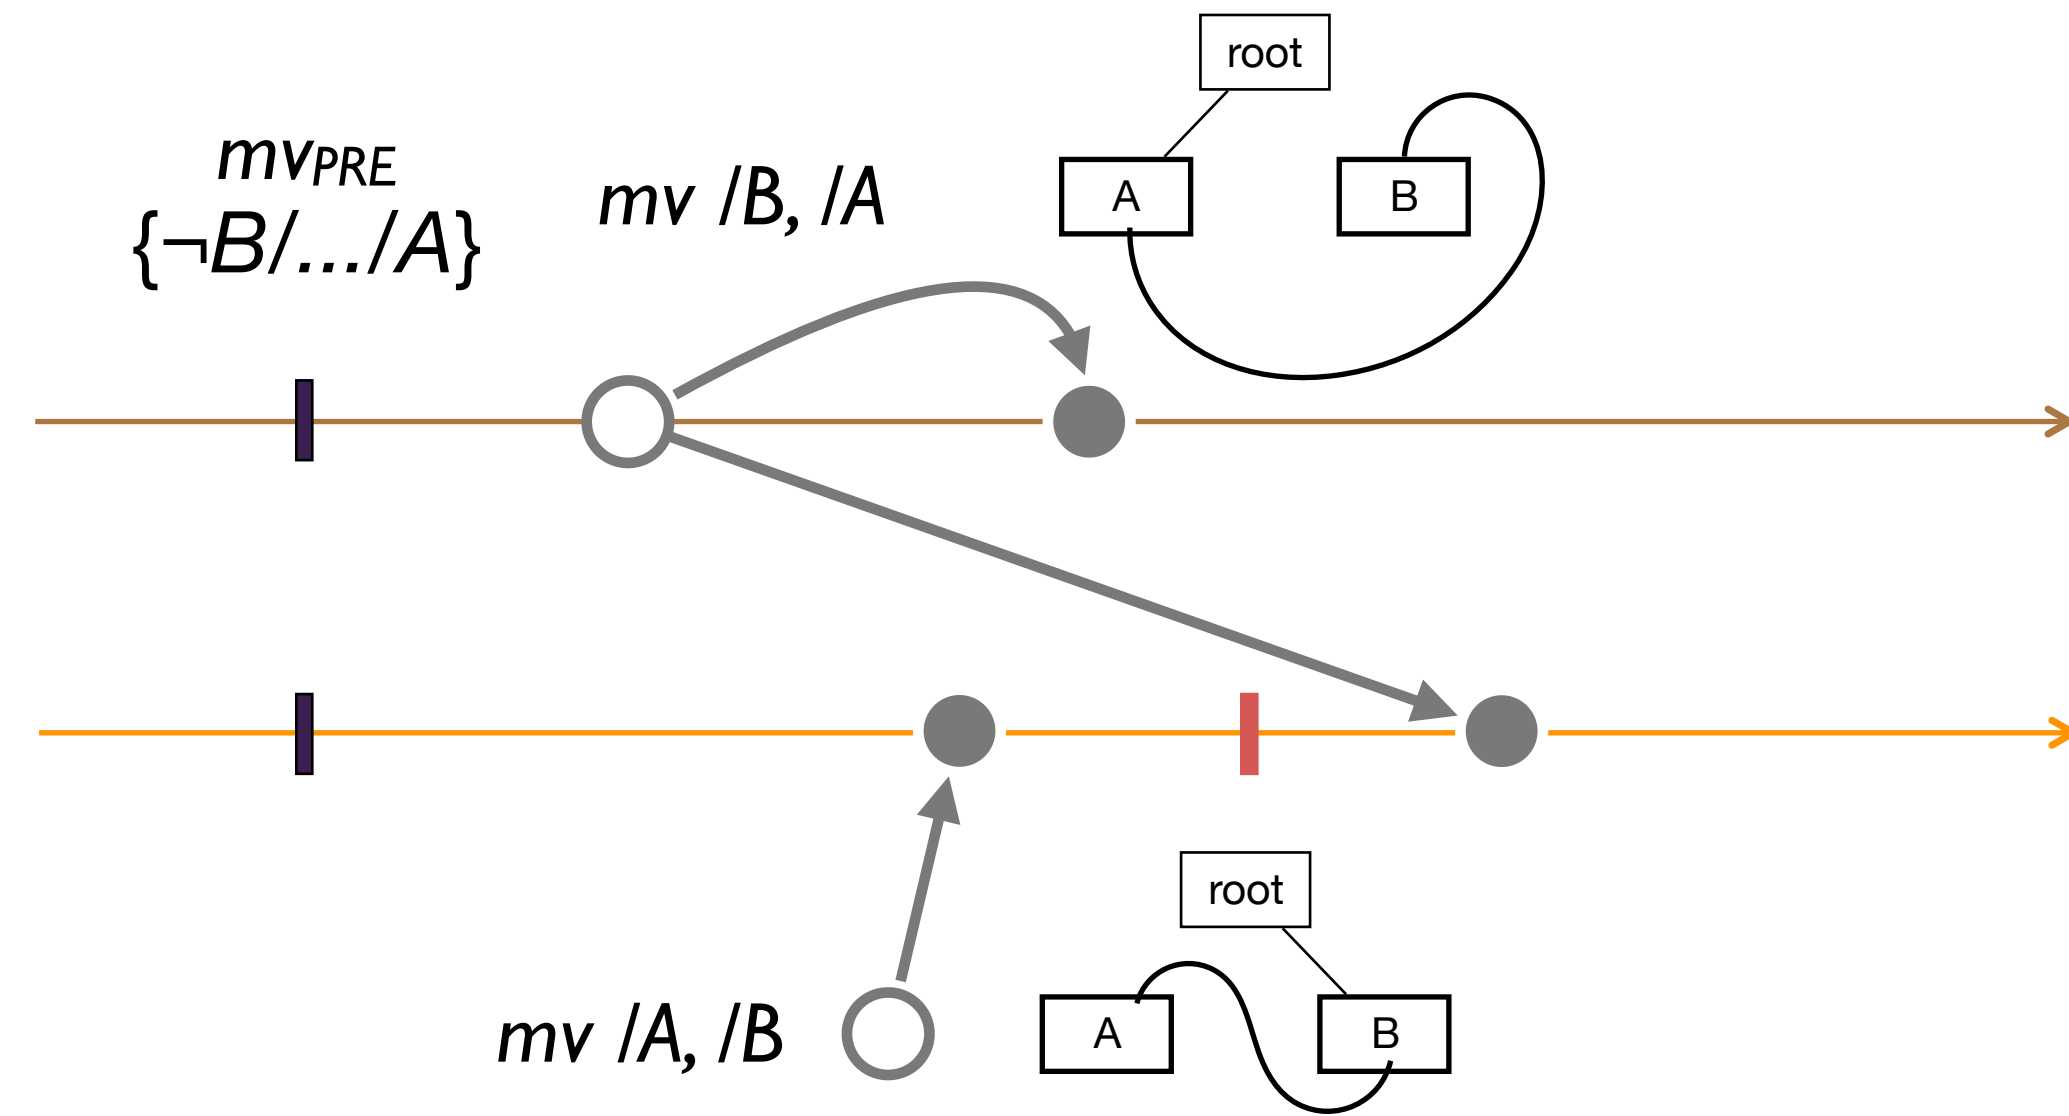 root
mvPRE
{¬B/.../A}
mv /B, /A
A
B
root
mv /A, /B
A
B